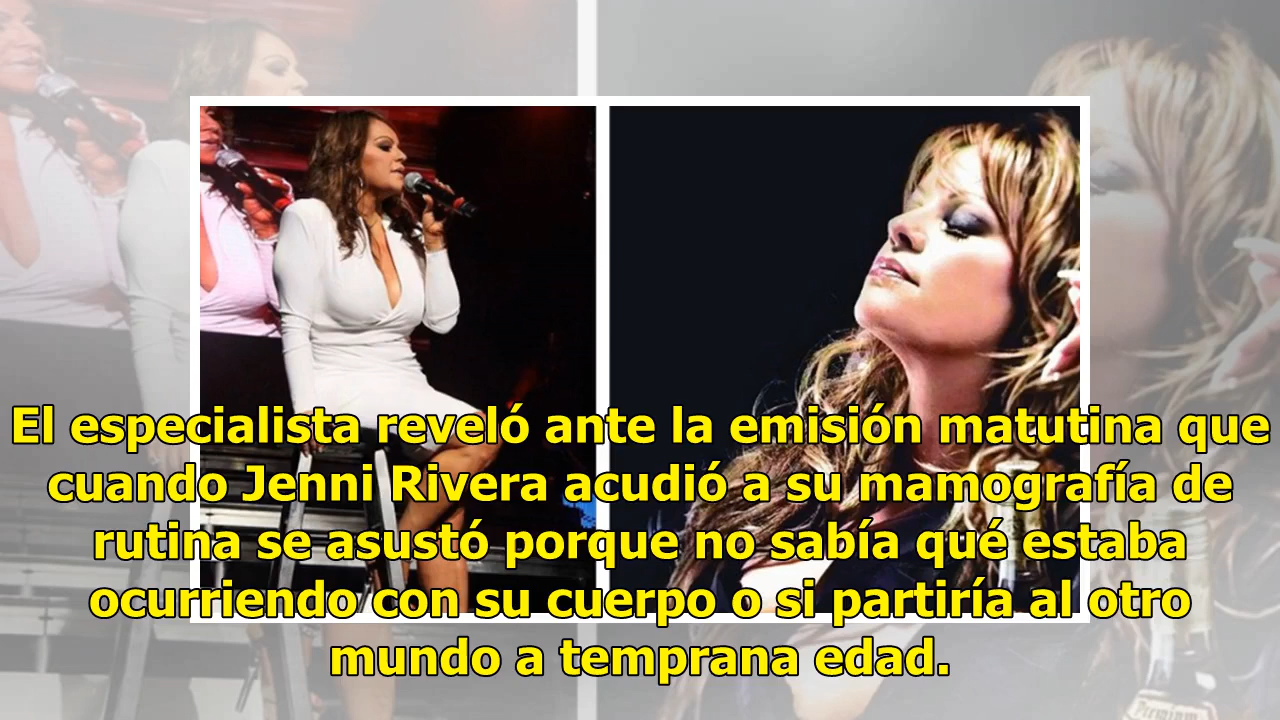 El especialista reveló ante la emisión matutina que
cuando Jenni Rivera acudió a su mamografía de
rutina se asustó porque no sabía qué estaba
ocurriendo con su cuerpo o si partiría al otro
mundo a temprana edad.
Premium